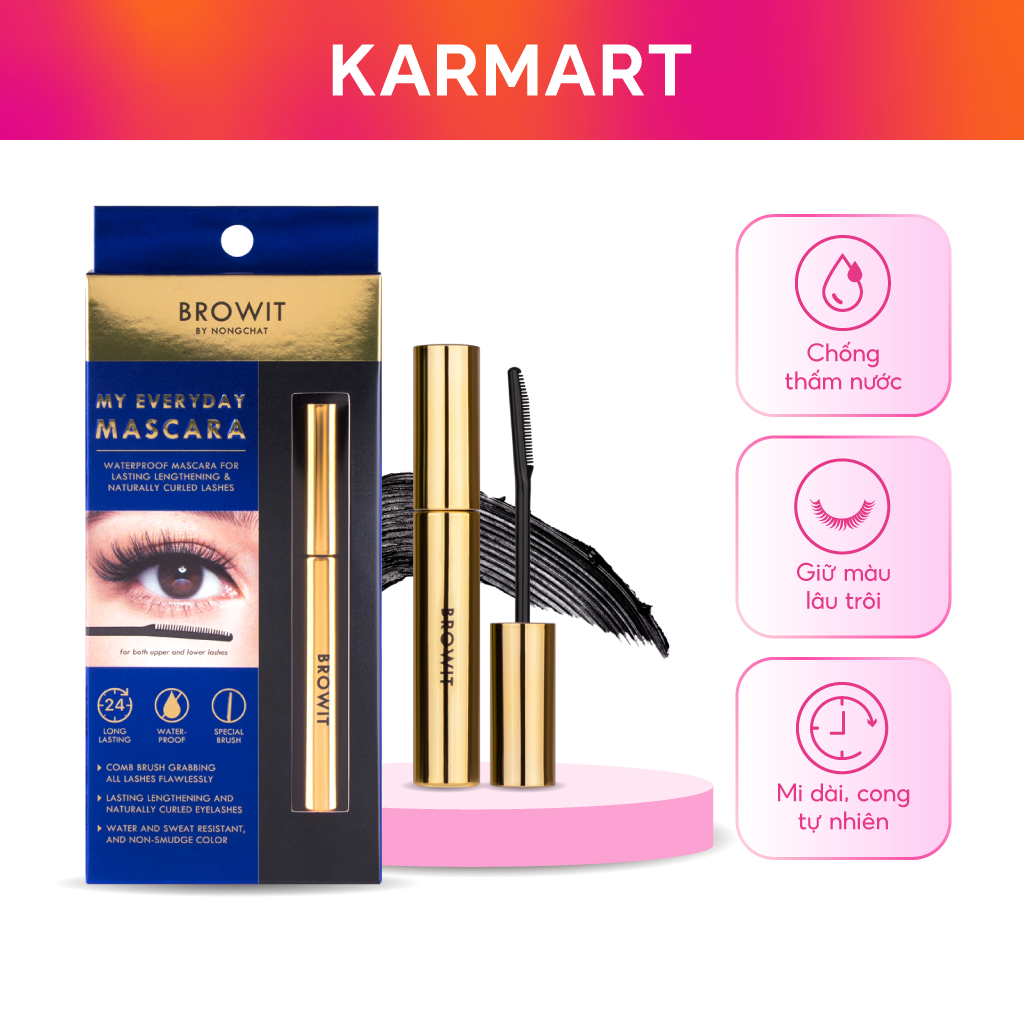 KARMART
BROWIT
BY NONGCHAT
MY EVERYDAY
MASCARA
WATERPROOF MASCARA FOR
LASTING LENGTHENING &
NATURALLY CURLED LASHES
for both upper and lower lashes
24
LONG
LASTING
WATER-
PROOF
SPECIAL
BRUSH
COMB BRUSH GRABBING
ALL LASHES FLAWLESSLY
LASTING LENGTHENING AND
NATURALLY CURLED EYELASHES
WATER AND SWEAT RESISTANT,
AND NON-SMUDGE COLOR
BROWIT
BROWIT
Chống
thấm nước
Giữ màu
lâu trôi
Mi dài, cong
tự nhiên